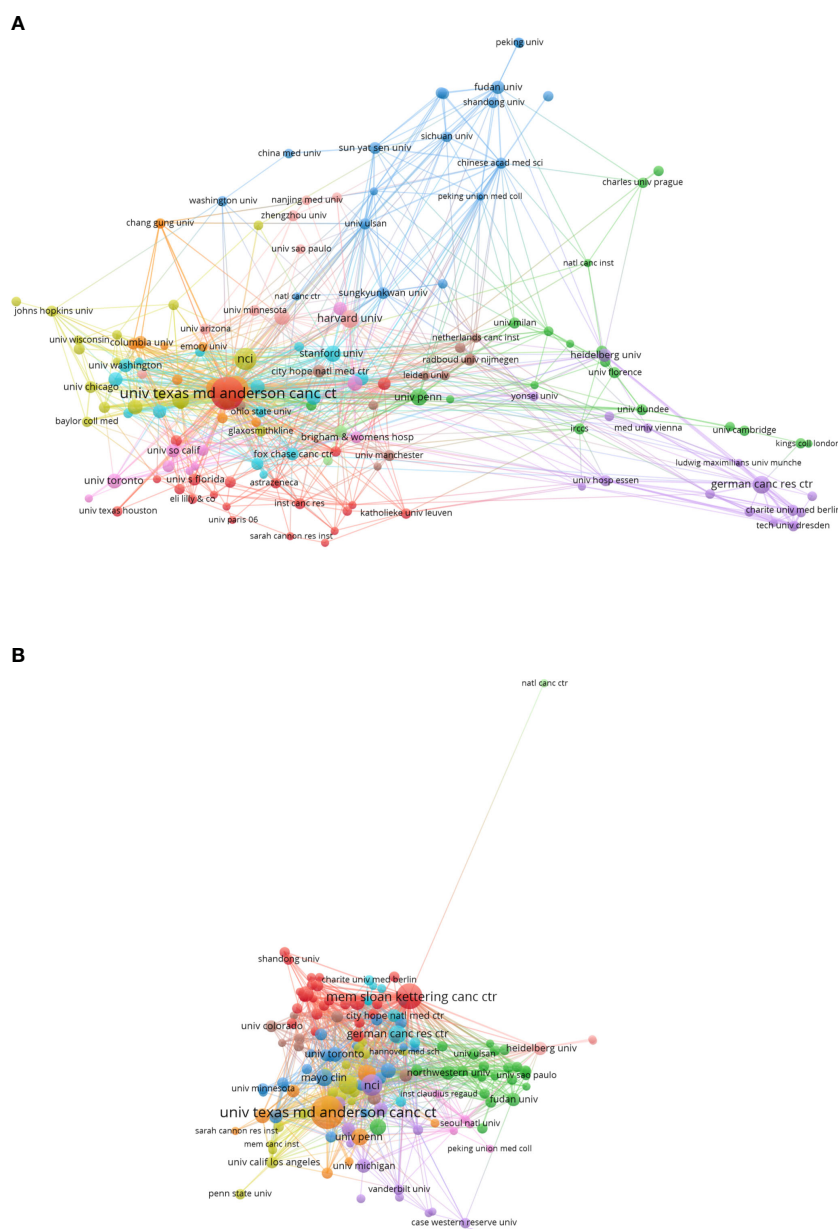 A
peking univ
fudan univ
shandong univ
sichuan univ
sun yat sen univ
china med univ
chinese acad med sci
charles univ prague
peking union med coll
washington univ
nanjing med univ
zhengzhou univ
chang gung univ
univ ulsan
univ sao paulo
natl canc inst
natl canc ctr
sungkyunkwan univ
johns hopkins univ
univ minnesota
harvard univ
univ milan
univ arizona
netherlands canc inst
univ wisconsin
columbia univ
emory univ
stanford univ
heidelberg univ
nci
radboud univ nijmegen
univ washington
city hope natl med ctr
leiden univ
univ florence
univ chicago
univ texas md anderson canc ct
univ penn
yonsei univ
baylor coll med
ohio state univ
univ dundee
glaxosmithkline
med univ vienna
univ cambridge
brigham & womens hosp
irccs
kings coll london
univ so calif
fox chase canc ctr
univ manchester
ludwig maximilians univ munche
univ toronto
univ s florida
astrazeneca
univ hosp essen
german canc res ctr
eli lilly & co
inst canc res
univ texas houston
univ paris 06
katholieke univ leuven
charite univ med berlin
tech univ dresden
sarah cannon res inst
B
natl canc ctr
shandong univ
charite univ med berlin
mem sloan kettering canc ctr
city hope natl med ctr
univ colorado
german canc res ctr
univ toronto
hannover med sch
univ ulsan
heidelberg univ
mayo clin
northwestern univ
univ sao paulo
univ minnesota
nci
inst claudius regaud
fudan univ
univ texas md anderson canc ct
sarah cannon res inst
seoul natl univ
mem canc inst
univ penn
peking union med coll
univ calif los angeles
univ michigan
penn state univ
vanderbilt univ
case western reserve univ